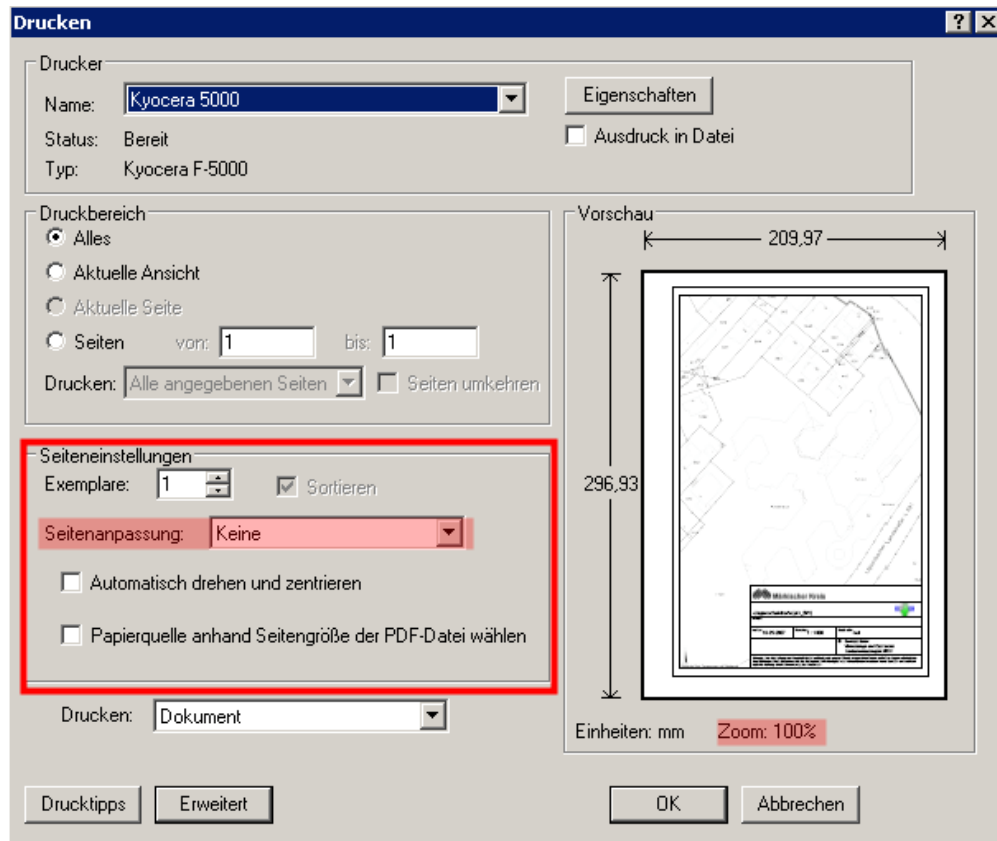 Drucken
Drucker
Name: Kyocera 5000 Eigenschaften
Status: Bereit Ausdruck in Datei
Typ: Kyocera F-5000
Druckbereich
Alles
Aktuelle Ansicht
Aktuelle Seite
Seiten von: 1 bis: 1
Drucken: Alle angegebenen Seiten Seiten umkehren
Seiteneinstellungen
Exemplare: 1 Sortieren
Seitenanpassung: Keine
Automatisch drehen und zentrieren
Papierquelle anhand Seitengröße der PDF-Datei wählen
Drucken: Dokument
Vorschau
209,97
296,93
Märkischer Kreis
Einheiten: mm Zoom: 100%
Drucktipps Erweitert OK Abbrechen